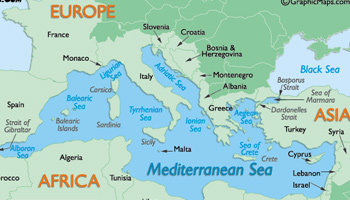 .com
EUROPE
©GraphicMaps.com
Slovenia
Croatia
France
Bosnia &
Herzegovina
Monaco
Ligurian
Sea
Adriatic Sea
Black Sea
Italy
Montenegro
Bosporus
Strait
Corsica
Albania
Sea of
Marmara
Spain
Balearic
Sea
Tyrrhenian
Sea
Greece
Aegean
Sea
Dardanelles
Strait
ASIA
Strait of
Gibraltar
Balearic
Islands
Sardinia
Ionian
Sea
Turkey
Syria
Sicily
Sea of
Crete
Cyprus
Alboran
Sea
Malta
Crete
Algeria
Tunisia
Mediterranean Sea
Lebanon
AFRICA
Israel